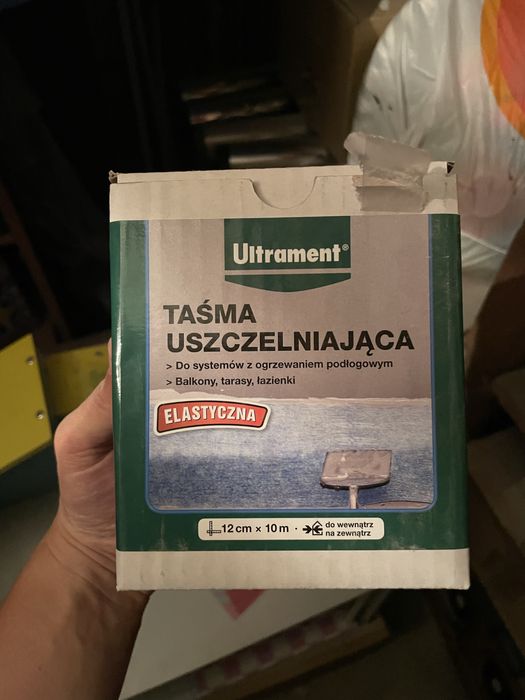 Ultrament®
TAŚMA
USZCZELNIAJĄCA
> Do systemów z ogrzewaniem podłogowym
> Balkony, tarasy, łazienki
ELASTYCZNA
12 cm × 10 m · do wewnątrz
na zewnątrz